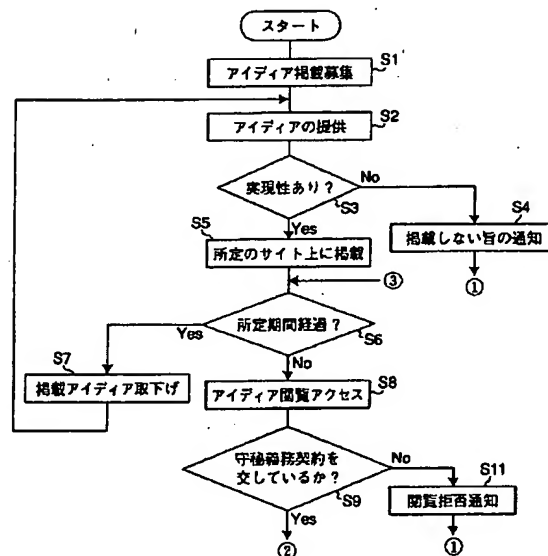 スタート
アイディア掲載募集
S1
アイディアの提供
S2
実現性あり?
No
S3
S4
Yes
掲載しない旨の通知
S5
所定のサイト上に掲載
①
③
所定期間経過?
Yes
S6
No
S7
掲載アイディア取下げ
S8
アイディア閲覧アクセス
守秘義務契約を
交しているか?
No
S9
S11
閲覧拒否通知
Yes
①
②